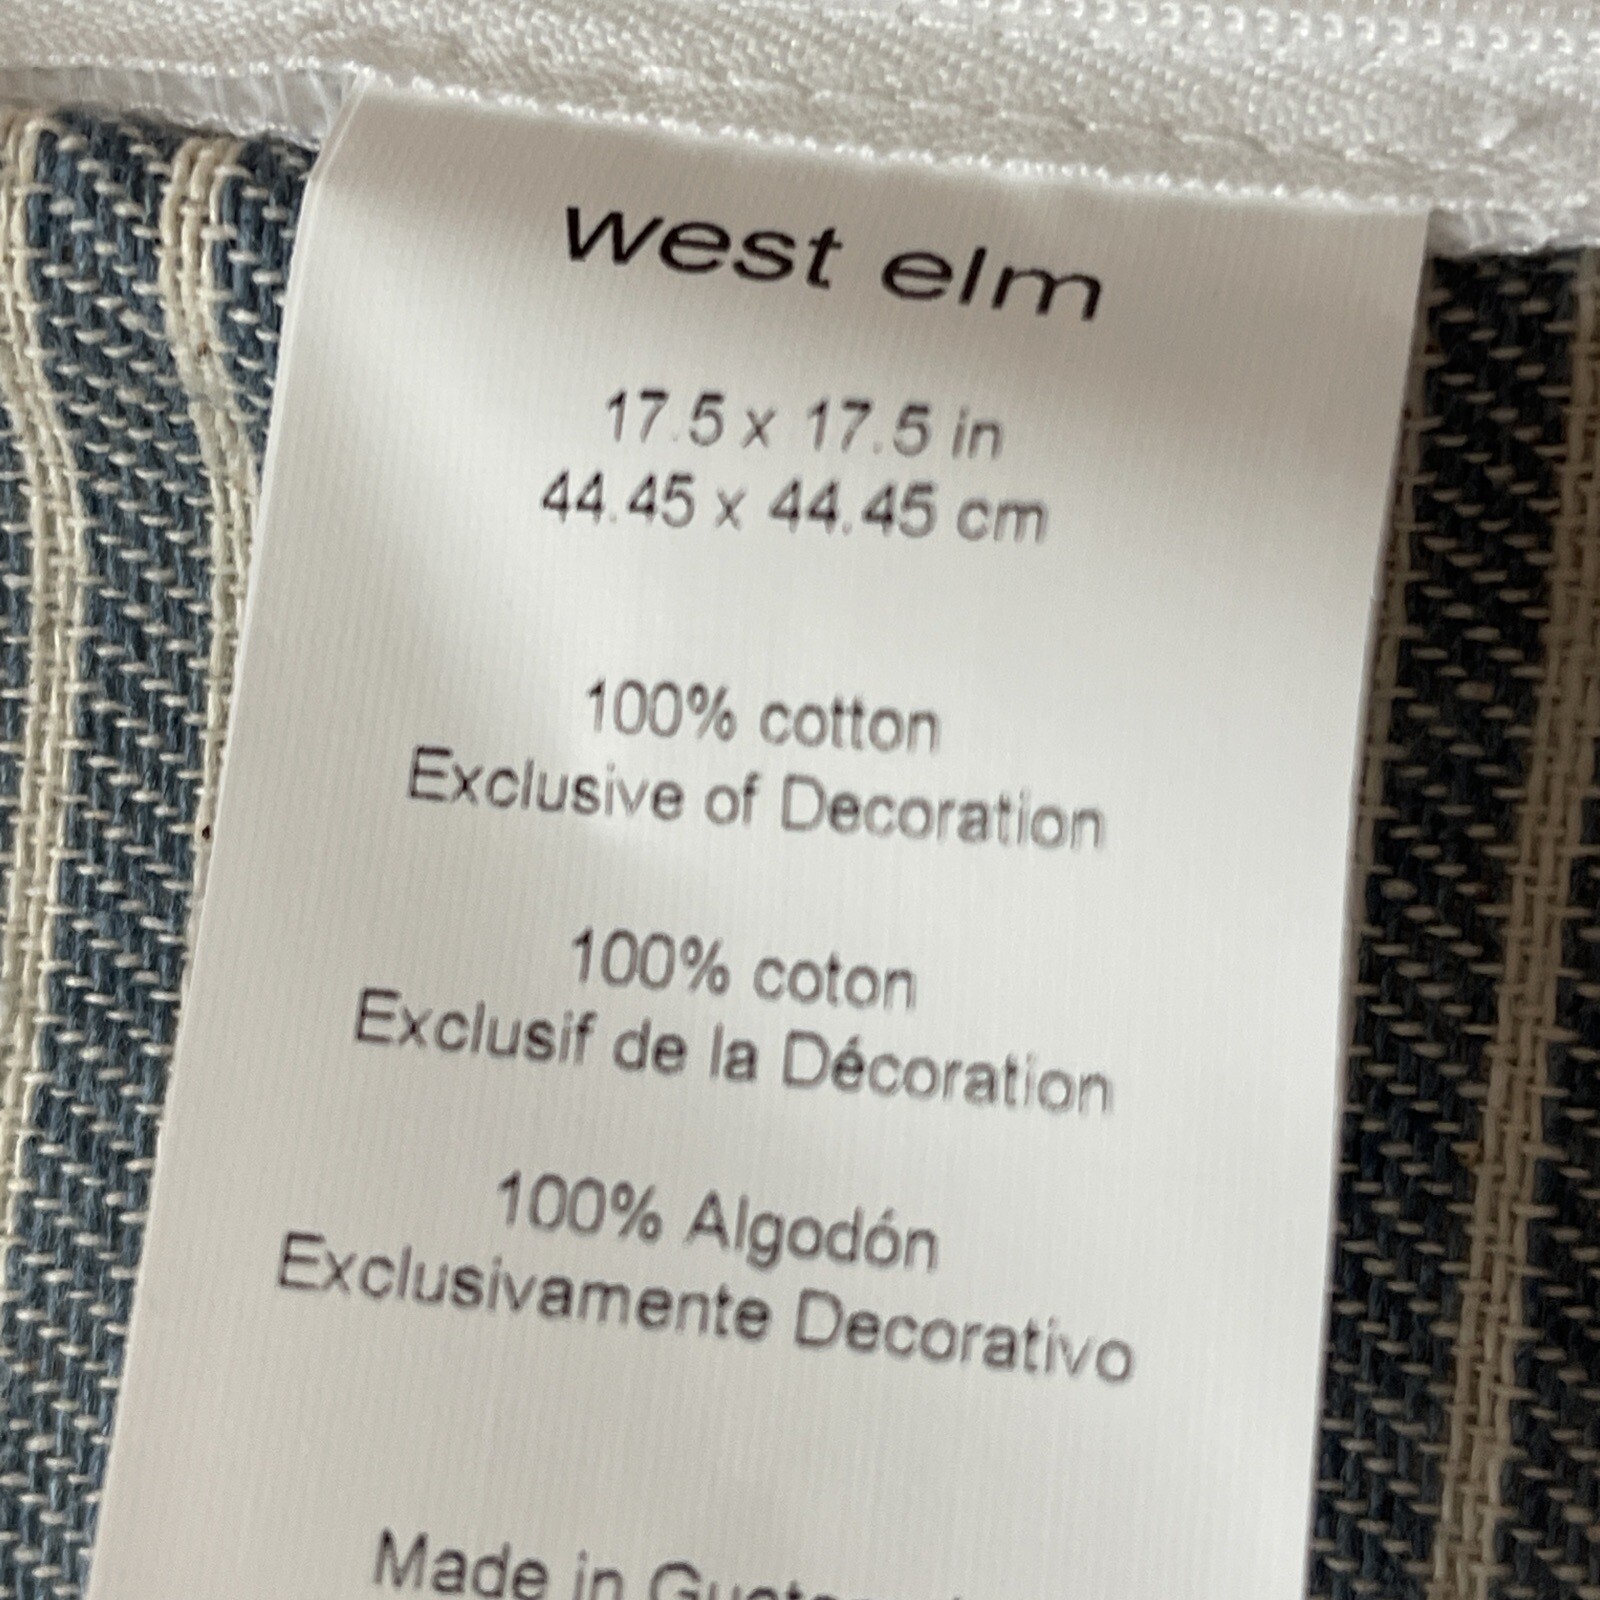 west elm
17.5 x 17.5 in
44.45 x 44.45 cm
100% cotton
Exclusive of Decoration
100% coton
Exclusif de la Décoration
100% Algodón
Exclusivamente Decorativo
Made in